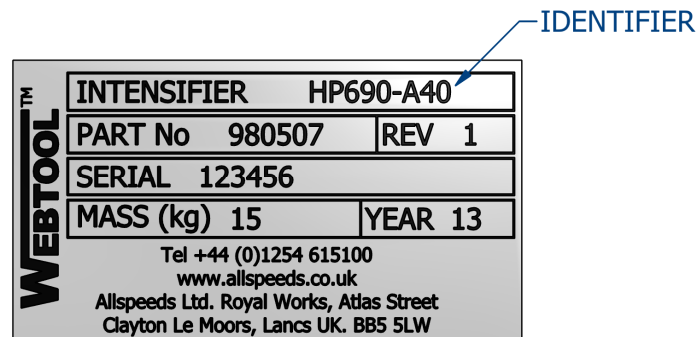 IDENTIFIER
WEBTOOL™
INTENSIFIER HP690-A40
PART No 980507 REV 1
SERIAL 123456
MASS (kg) 15 YEAR 13
Tel +44 (0)1254 615100
www.allspeeds.co.uk
Allspeeds Ltd. Royal Works, Atlas Street
Clayton Le Moors, Lancs UK. BB5 5LW